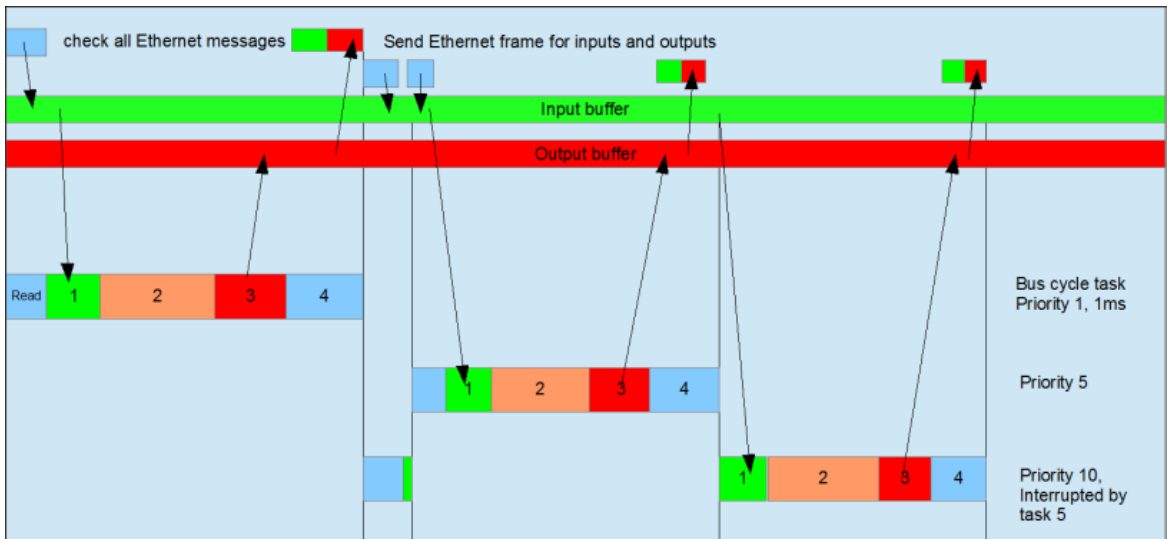 check all Ethernet messages
Send Ethernet frame for inputs and outputs
Input buffer
Output buffer
Read
1
2
3
4
Bus cycle task
Priority 1, 1ms
1
2
3
4
Priority 5
1
2
3
4
Priority 10,
Interrupted by
task 5